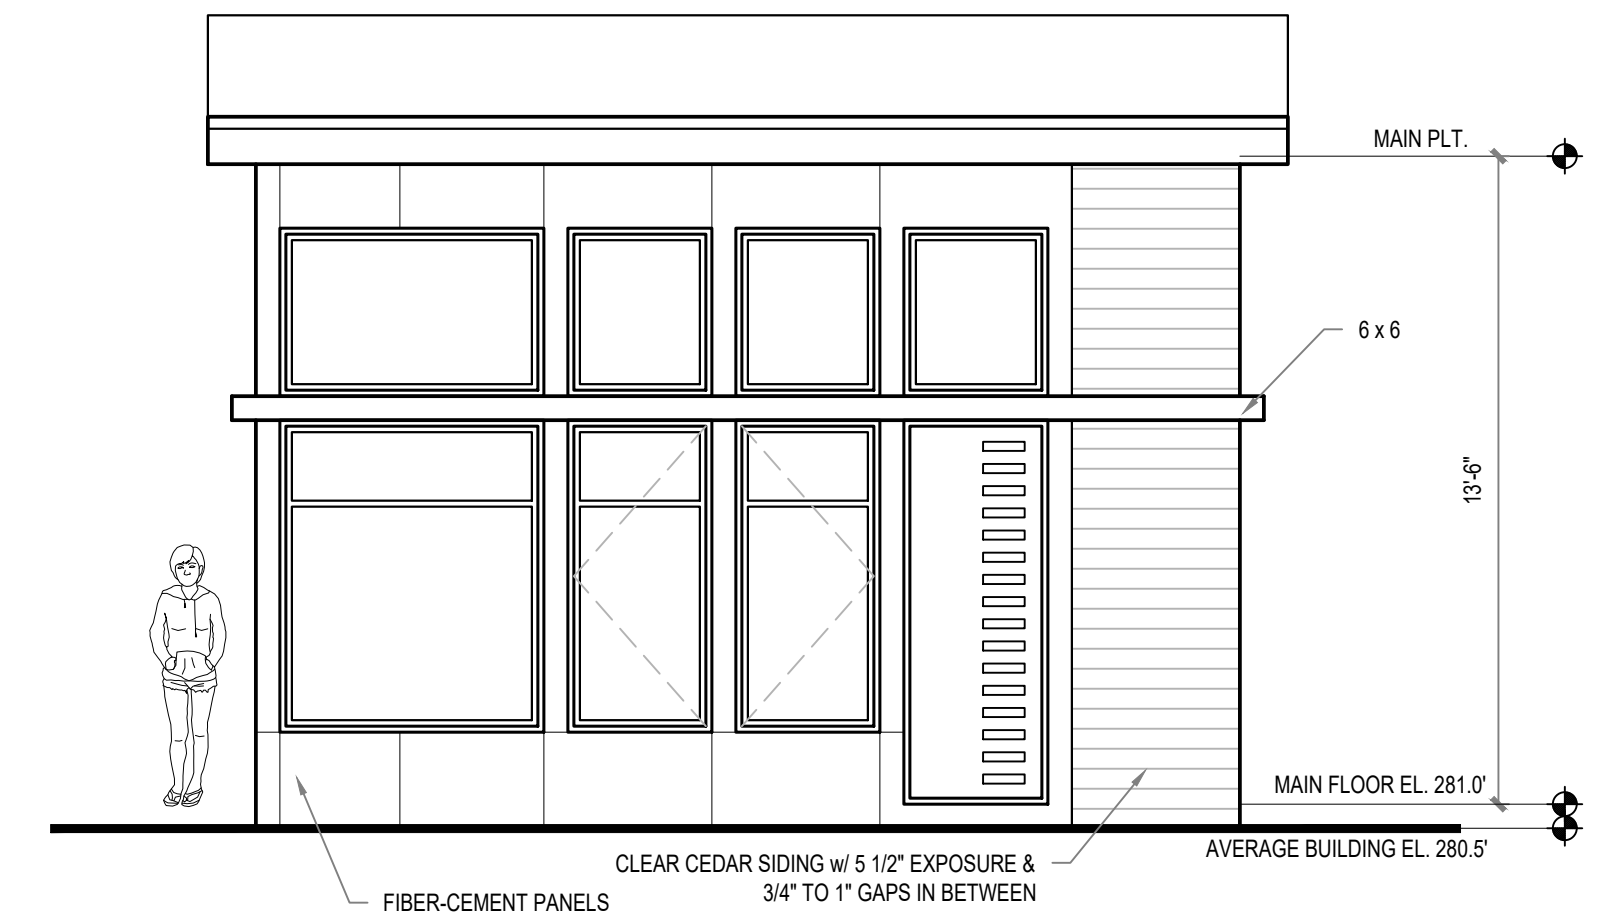 MAIN PLT.
6 x 6
13'-6"
MAIN FLOOR EL. 281.0'
AVERAGE BUILDING EL. 280.5'
CLEAR CEDAR SIDING w/ 5 1/2" EXPOSURE &
3/4" TO 1" GAPS IN BETWEEN
FIBER-CEMENT PANELS